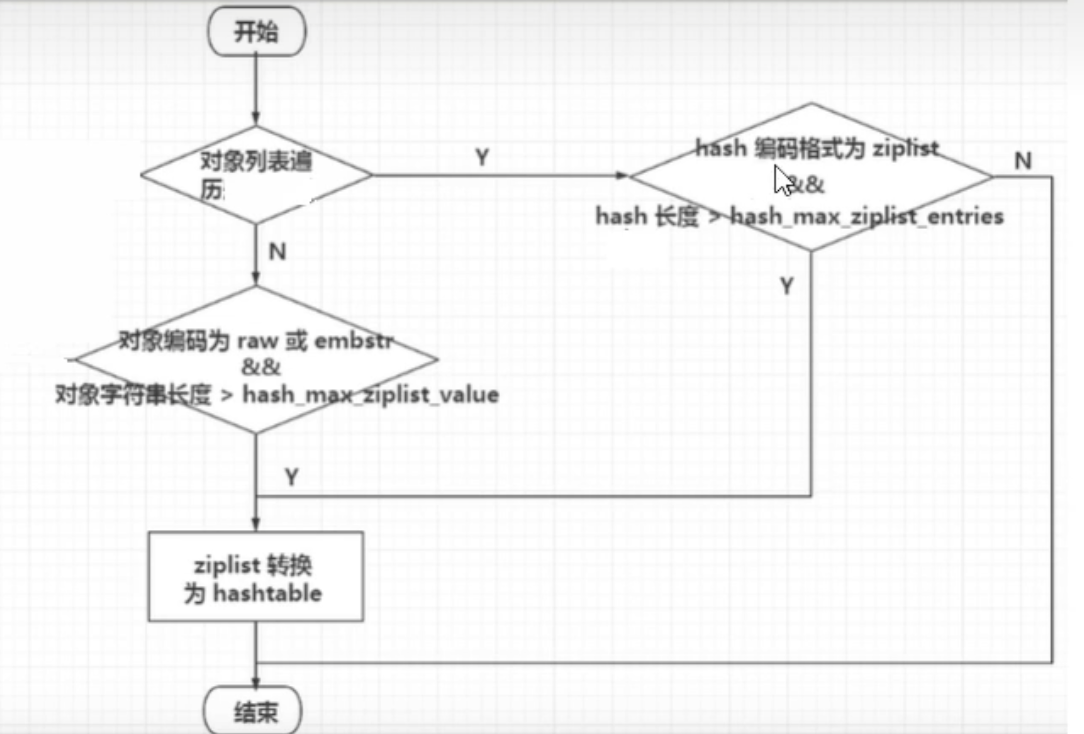 开始
对象列表遍
历
Y
hash 编码格式为 ziplist
&&
hash 长度 > hash_max_ziplist_entries
N
N
Y
对象编码为 raw 或 embstr
&&
对象字符串长度 > hash_max_ziplist_value
Y
ziplist 转换
为 hashtable
结束